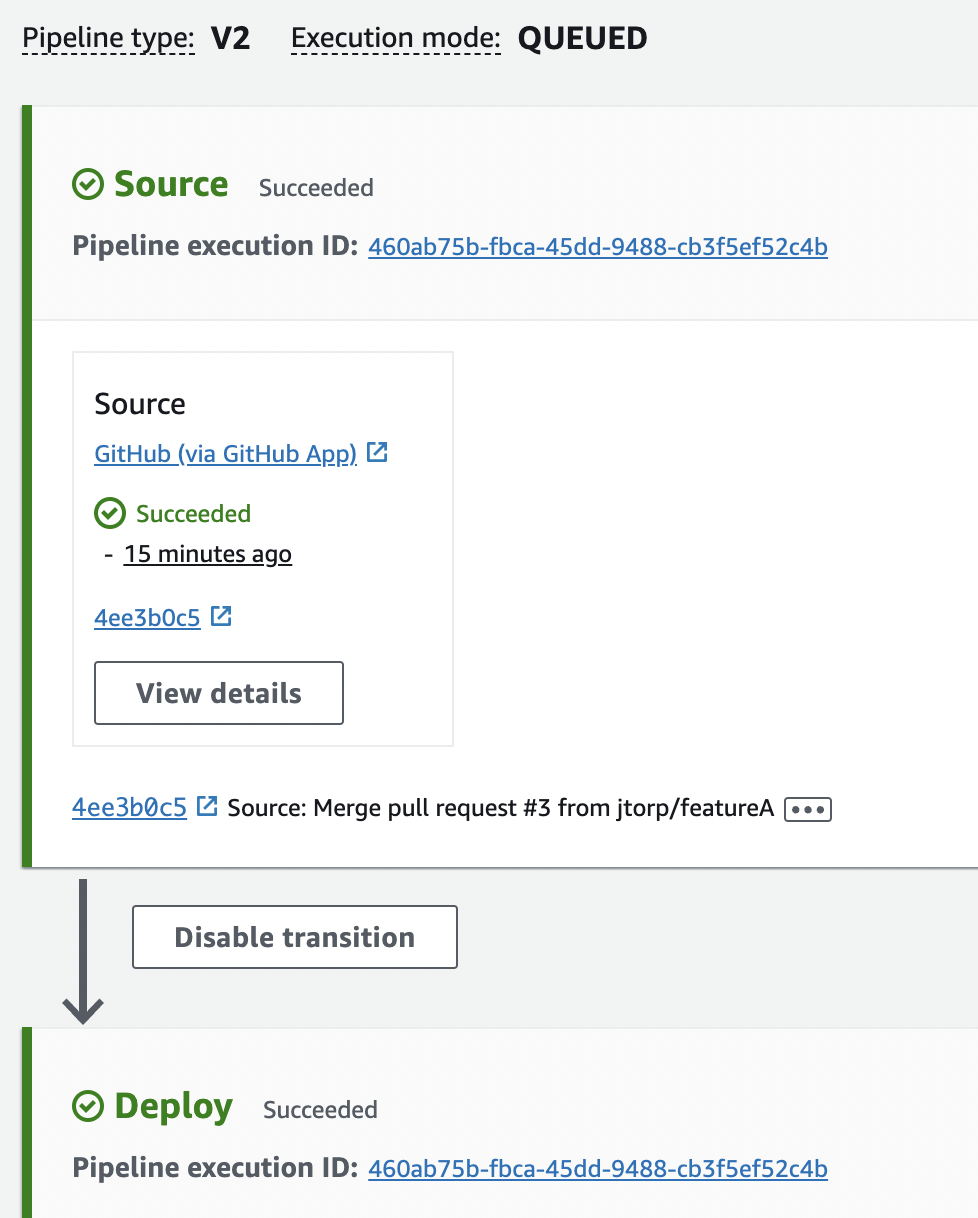 Pipeline type: V2 Execution mode: QUEUED
Source Succeeded
Pipeline execution ID: 460ab75b-fbca-45dd-9488-cb3f5ef52c4b
Source
GitHub (via GitHub App)
Succeeded
- 15 minutes ago
4ee3b0c5
View details
4ee3b0c5 Source: Merge pull request #3 from jtorp/featureA
Disable transition
Deploy Succeeded
Pipeline execution ID: 460ab75b-fbca-45dd-9488-cb3f5ef52c4b